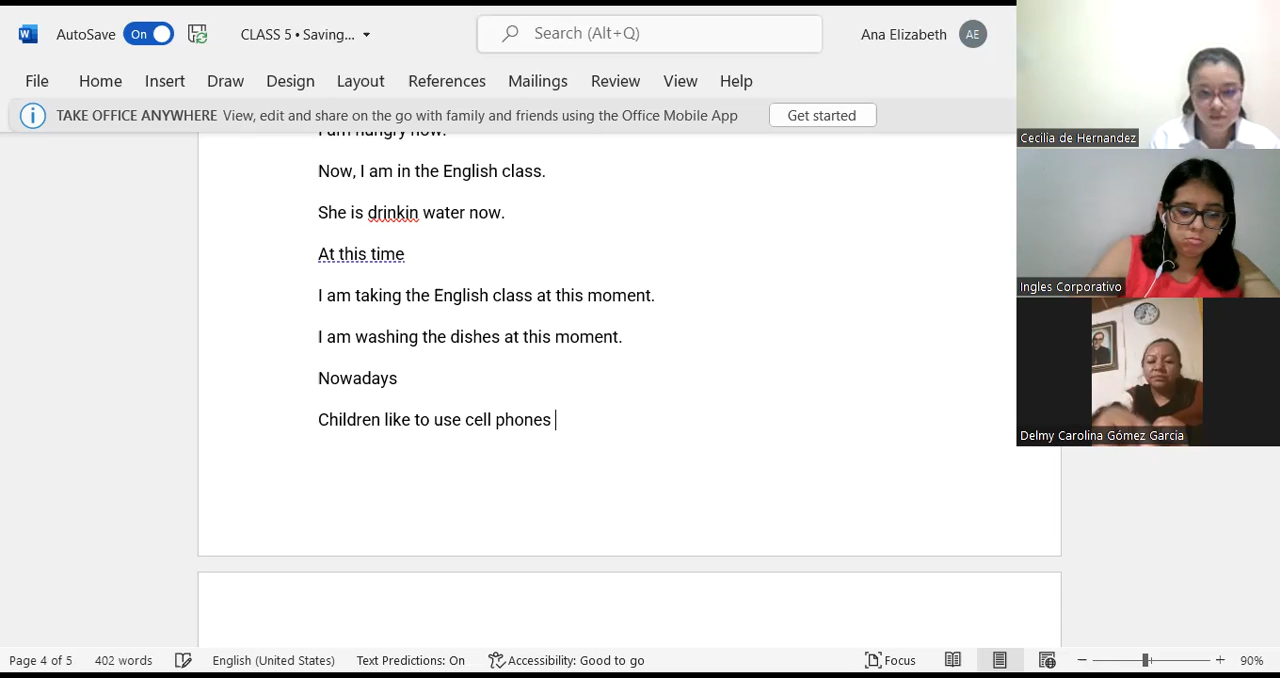 AutoSave On CLASS 5 • Saving... Search (Alt+Q) Ana Elizabeth AE
File Home Insert Draw Design Layout References Mailings Review View Help
TAKE OFFICE ANYWHERE View, edit and share on the go with family and friends using the Office Mobile App Get started
I am hungry now.
Now, I am in the English class.
She is drinkin water now.
At this time
I am taking the English class at this moment.
I am washing the dishes at this moment.
Nowadays
Children like to use cell phones
Cecilia de Hernandez
Ingles Corporativo
Delmy Carolina Gómez Garcia
Page 4 of 5 402 words English (United States) Text Predictions: On Accessibility: Good to go Focus 90%